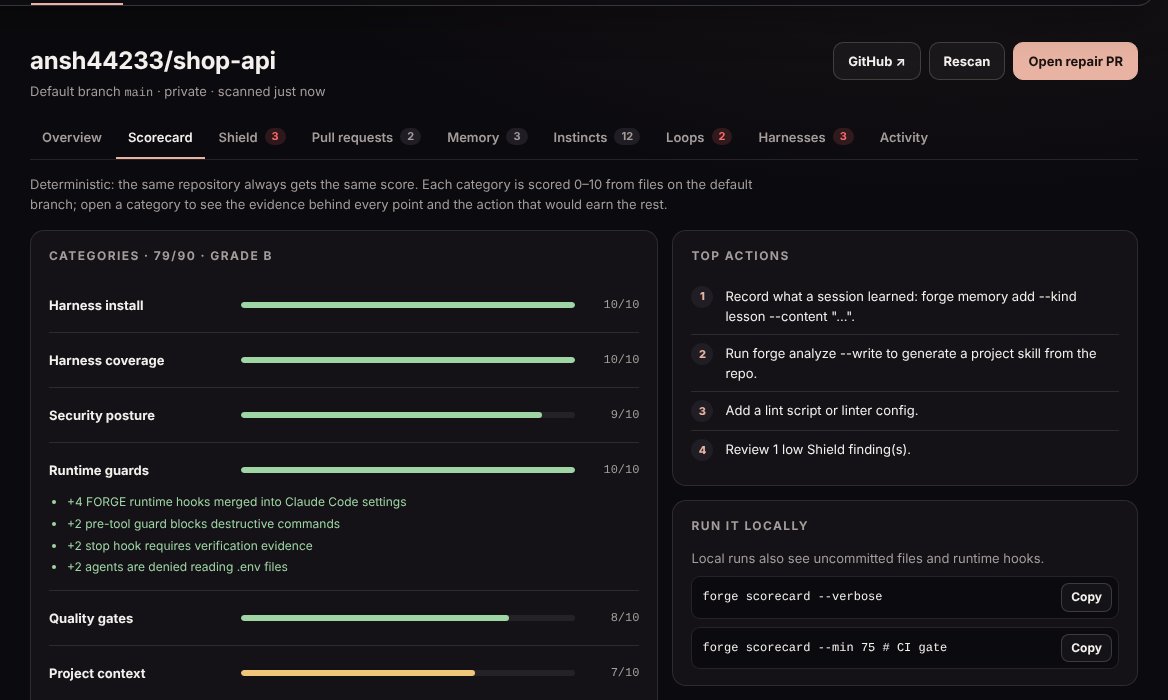 ansh44233/shop-api
GitHub ↗
Rescan
Open repair PR
Default branch main · private · scanned just now
Overview
Scorecard
Shield 3
Pull requests 2
Memory 3
Instincts 12
Loops 2
Harnesses 3
Activity
Deterministic: the same repository always gets the same score. Each category is scored 0–10 from files on the default
branch; open a category to see the evidence behind every point and the action that would earn the rest.
CATEGORIES · 79/90 · GRADE B
Harness install 10/10
Harness coverage 10/10
Security posture 9/10
Runtime guards 10/10
• +4 FORGE runtime hooks merged into Claude Code settings
• +2 pre-tool guard blocks destructive commands
• +2 stop hook requires verification evidence
• +2 agents are denied reading .env files
Quality gates 8/10
Project context 7/10
TOP ACTIONS
1 Record what a session learned: forge memory add --kind
lesson --content "...".
2 Run forge analyze --write to generate a project skill from the
repo.
3 Add a lint script or linter config.
4 Review 1 low Shield finding(s).
RUN IT LOCALLY
Local runs also see uncommitted files and runtime hooks.
forge scorecard --verbose
Copy
forge scorecard --min 75 # CI gate
Copy